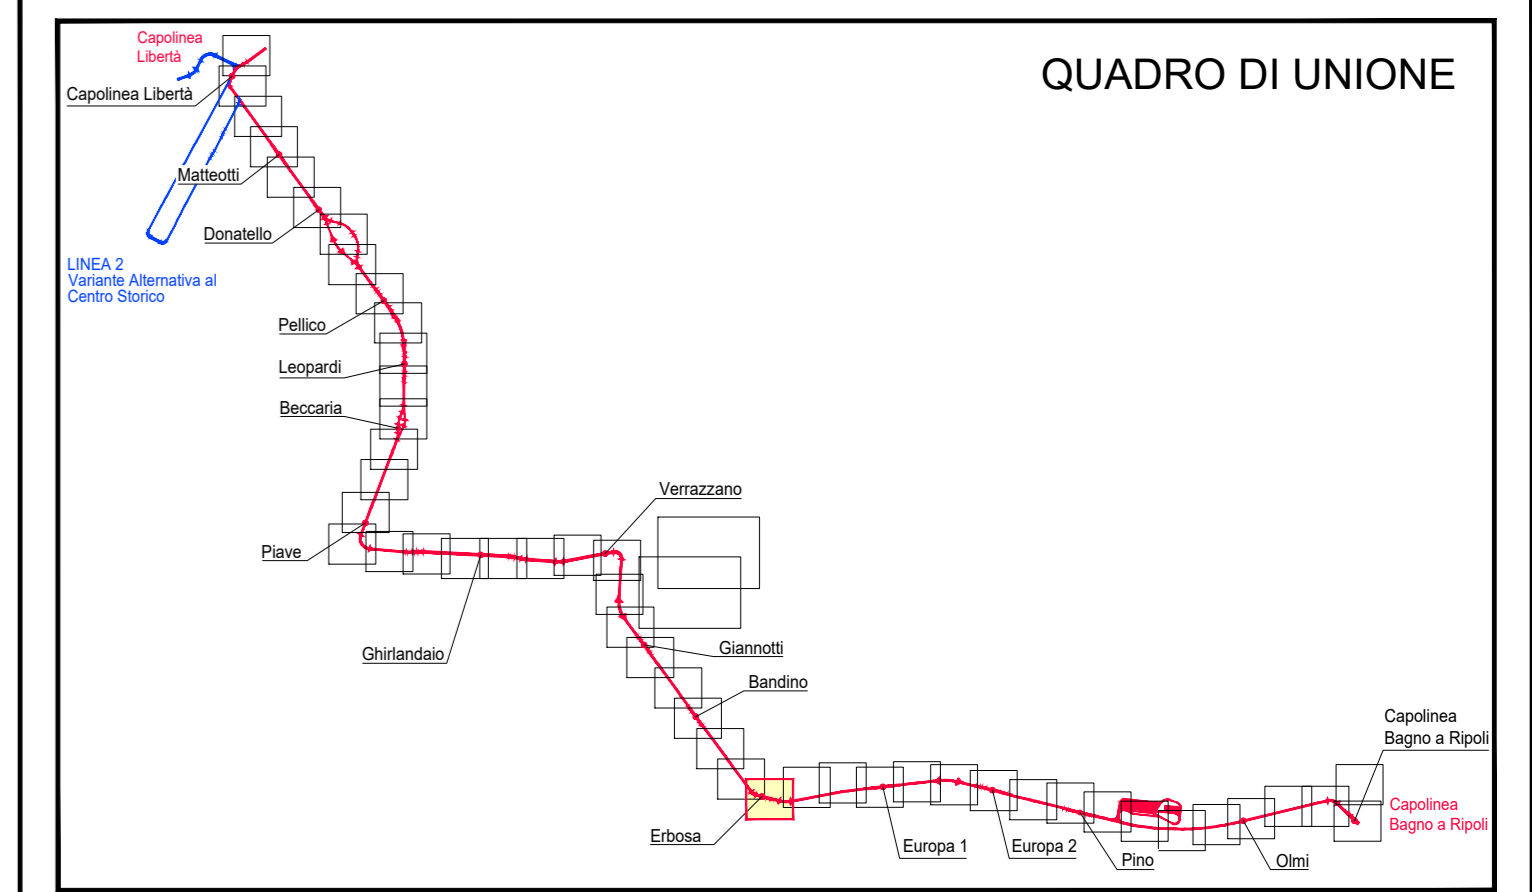 QUADRO DI UNIONE
Capolinea
Libertà
Capolinea Libertà
Matteotti
Donatello
LINEA 2
Variante Alternativa al
Centro Storico
Pellico
Leopardi
Beccaria
Verrazzano
Piave
Ghirlandaio
Giannotti
Bandino
Capolinea
Bagno a Ripoli
Capolinea
Bagno a Ripoli
Erbosa
Europa 1
Europa 2
Pino
Olmi